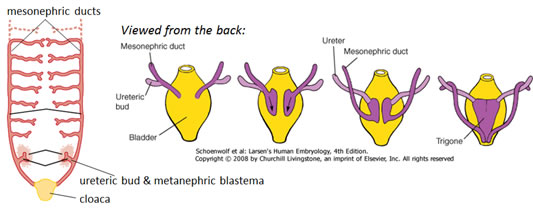 mesonephric ducts
Viewed from the back:
Mesonephric duct
Ureteric
bud
Bladder
Ureter
Mesonephric duct
Trigone
Schoenwolf et al: Larsen's Human Embryology, 4th Edition.
Copyright © 2008 by Churchill Livingstone, an imprint of Elsevier, Inc. All rights reserved
ureteric bud & metanephric blastema
cloaca